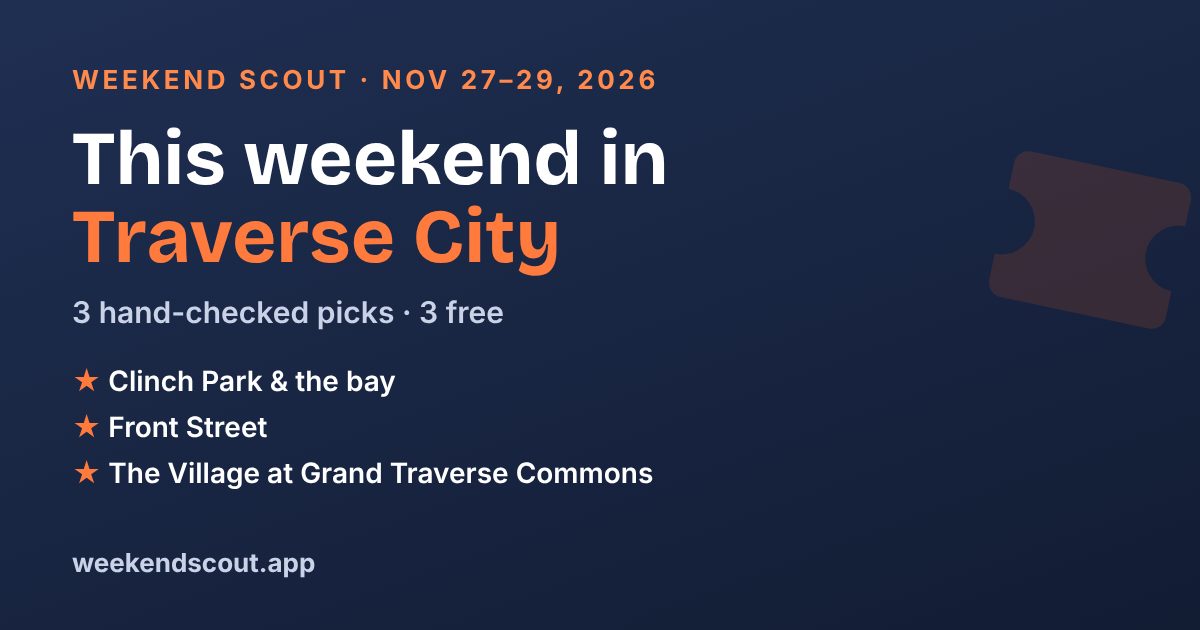 WEEKEND SCOUT · NOV 27–29, 2026
This weekend in
Traverse City
3 hand-checked picks · 3 free
★ Clinch Park & the bay
★ Front Street
★ The Village at Grand Traverse Commons
weekendscout.app